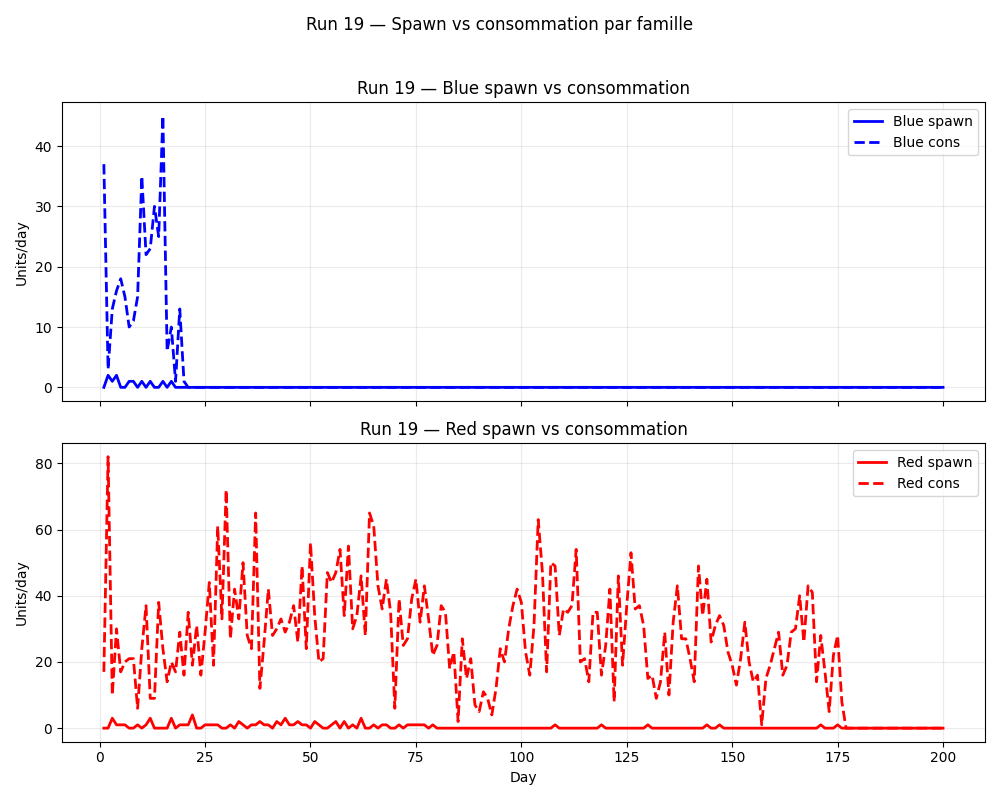 Run 19 — Spawn vs consommation par famille
Run 19 — Blue spawn vs consommation
Blue spawn
Blue cons
Units/day
40
30
20
10
0
Run 19 — Red spawn vs consommation
Red spawn
Red cons
Units/day
80
60
40
20
0
0 25 50 75 100 125 150 175 200
Day